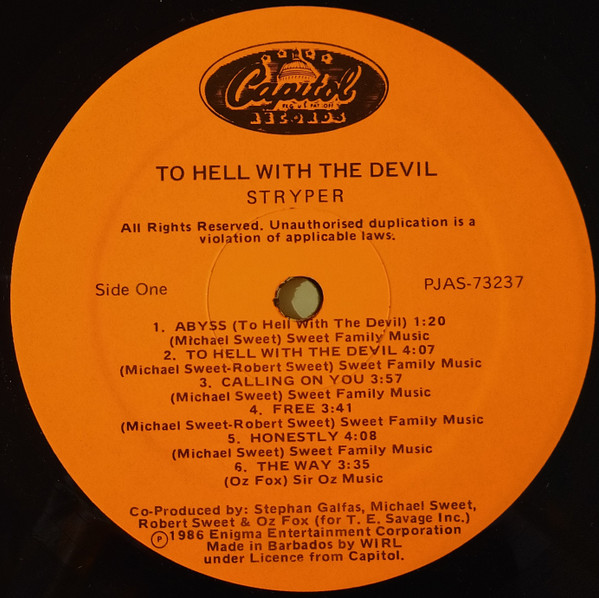 Capitol
RECORDS
TO HELL WITH THE DEVIL
STRYPER
All Rights Reserved. Unauthorised duplication is a
violation of applicable laws.
Side One
PJAS-73237
1. ABYSS (To Hell With The Devil) 1:20
(Michael Sweet) Sweet Family Music
2. TO HELL WITH THE DEVIL 4:07
(Michael Sweet-Robert Sweet) Sweet Family Music
3. CALLING ON YOU 3:57
(Michael Sweet) Sweet Family Music
4. FREE 3:41
(Michael Sweet-Robert Sweet) Sweet Family Music
5. HONESTLY 4:08
(Michael Sweet) Sweet Family Music
6. THE WAY 3:35
(Oz Fox) Sir Oz Music
Co-Produced by: Stephan Galfas, Michael Sweet,
Robert Sweet & Oz Fox (for T. E. Savage Inc.)
Ⓟ1986 Enigma Entertainment Corporation
Made in Barbados by WIRL
under Licence from Capitol.